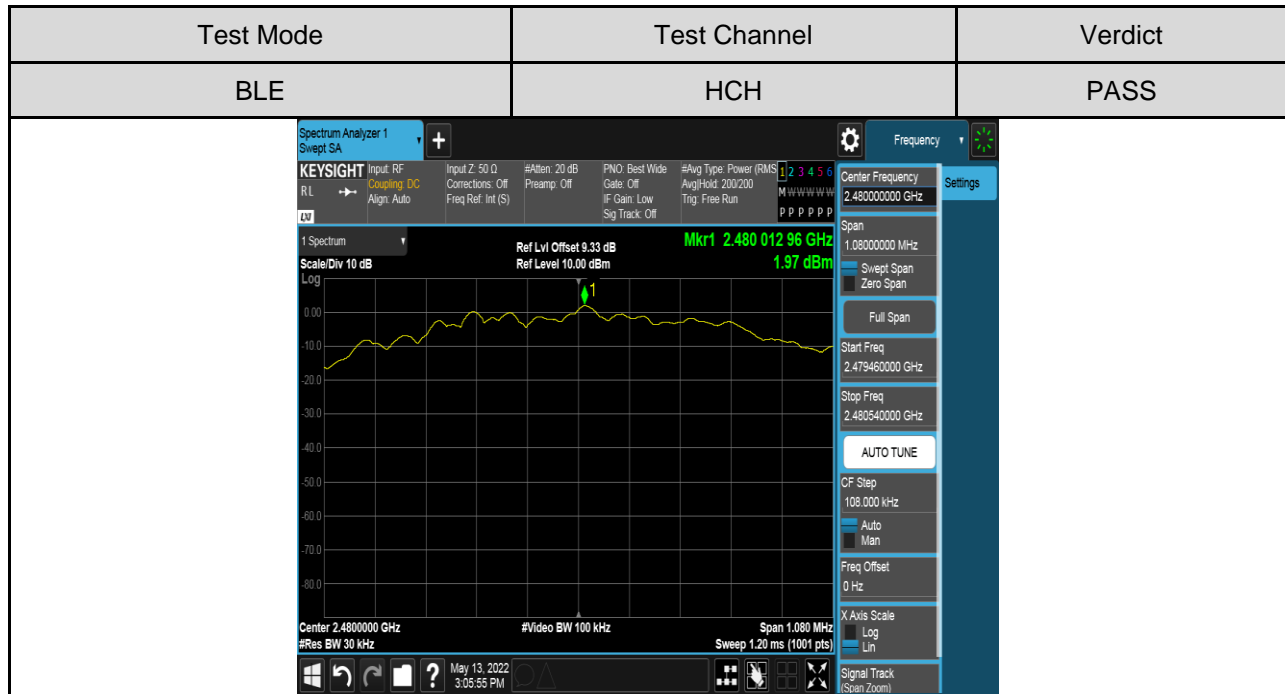 Test Mode Test Channel Verdict
BLE HCH PASS
Spectrum Analyzer 1
Swept SA
+
Frequency
KEYSIGHT Input: RF Input Z: 50 Ω #Atten: 20 dB PNO: Best Wide #Avg Type: Power (RMS 1 2 3 4 5 6
RL Coupling: DC Corrections: Off Preamp: Off Gate: Off Avg|Hold: 200/200 M W W W W W
Align: Auto Freq Ref: Int (S) IF Gain: Low Trig: Free Run
LXI Sig Track: Off P P P P P P
1 Spectrum
Scale/Div 10 dB
Ref Lvl Offset 9.33 dB
Ref Level 10.00 dBm
Mkr1 2.480 012 96 GHz
1.97 dBm
Log
1
0.00
-10.0
-20.0
-30.0
-40.0
-50.0
-60.0
-70.0
-80.0
Center 2.4800000 GHz #Video BW 100 kHz Span 1.080 MHz
#Res BW 30 kHz Sweep 1.20 ms (1001 pts)
?
May 13, 2022
3:05:55 PM
Center Frequency
2.480000000 GHz
Settings
Span
1.08000000 MHz
Swept Span
Zero Span
Full Span
Start Freq
2.479460000 GHz
Stop Freq
2.480540000 GHz
AUTO TUNE
CF Step
108.000 kHz
Auto
Man
Freq Offset
0 Hz
X Axis Scale
Log
Lin
Signal Track
(Span Zoom)